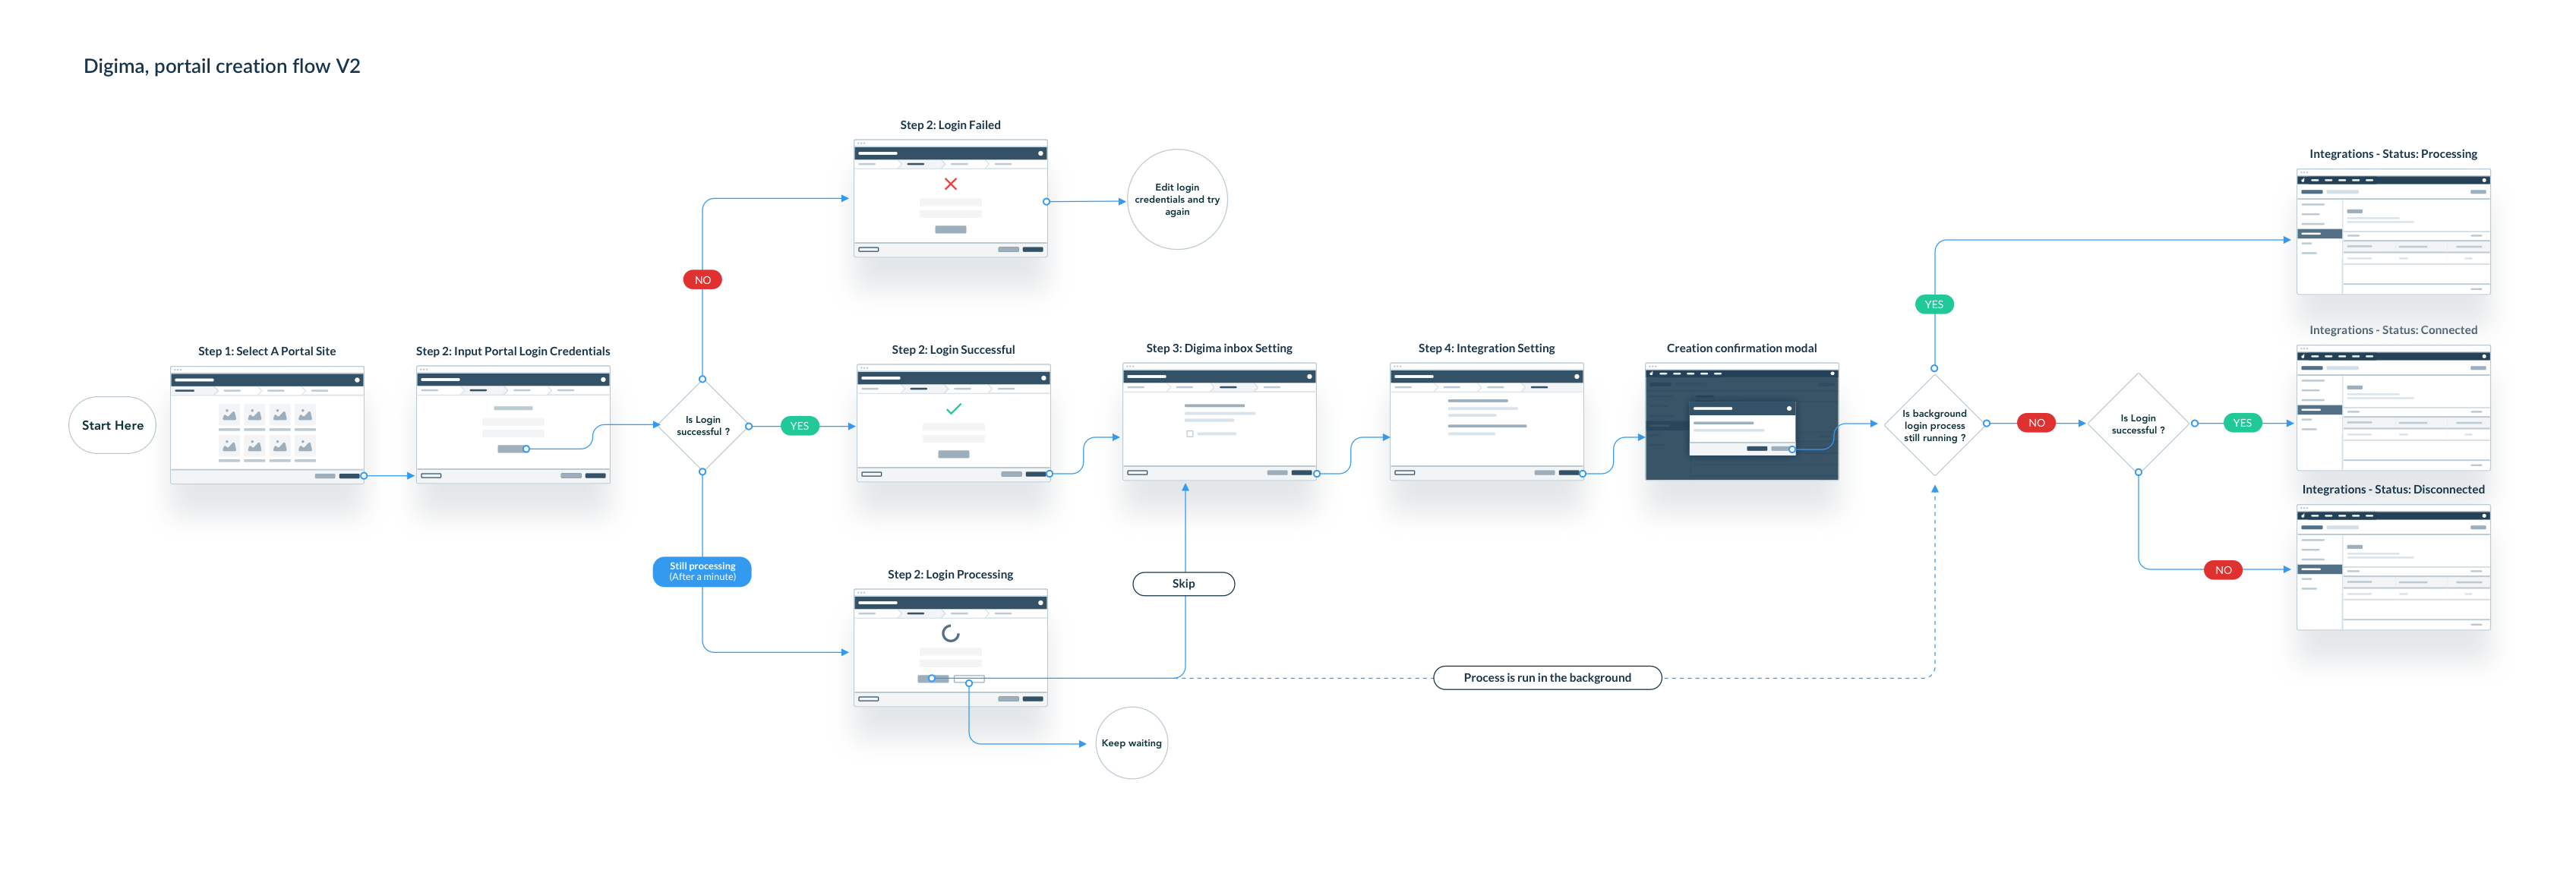 Digima, portail creation flow V2
Step 2: Login Failed
Edit login
credentials and try
again
Integrations - Status: Processing
NO
YES
Integrations - Status: Connected
Step 1: Select A Portal Site
Step 2: Input Portal Login Credentials
Step 2: Login Successful
Step 3: Digima inbox Setting
Step 4: Integration Setting
Creation confirmation modal
Start Here
Is Login
successful ?
YES
Is background
login process
still running ?
NO
Is Login
successful ?
YES
Integrations - Status: Disconnected
Still processing
(After a minute)
Step 2: Login Processing
Skip
NO
Process is run in the background
Keep waiting